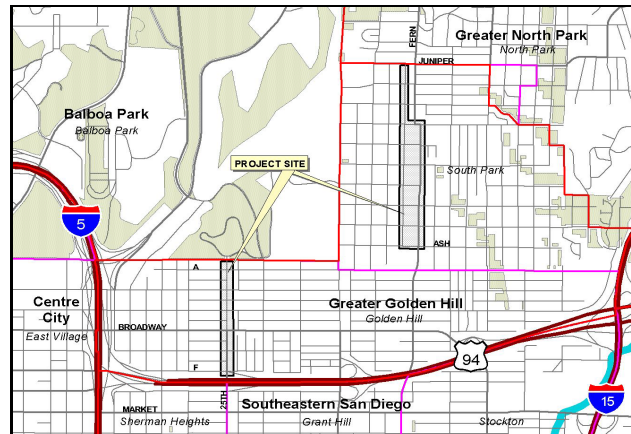 FERN
Greater North Park
North Park
JUNIPER
Balboa Park
Balboa Park
PROJECT SITE
South Park
5
ASH
A
Centre
City
East Village
Greater Golden Hill
Golden Hill
BROADWAY
94
F
25TH
MARKET
Sherman Heights
Southeastern San Diego
Grant Hill
Stockton
15